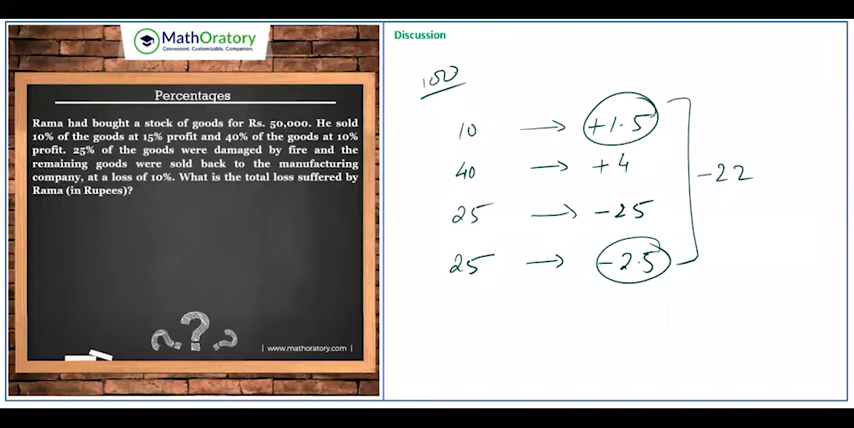 MathOratory
Convenient. Customizable. Companion.
Percentages
Rama had bought a stock of goods for Rs. 50,000. He sold
10% of the goods at 15% profit and 40% of the goods at 10%
profit. 25% of the goods were damaged by fire and the
remaining goods were sold back to the manufacturing
company, at a loss of 10%. What is the total loss suffered by
Rama (in Rupees)?
| www.mathoratory.com |
Discussion
100
10 → +1.5
40 → +4
25 → -25
25 → -2.5
-22